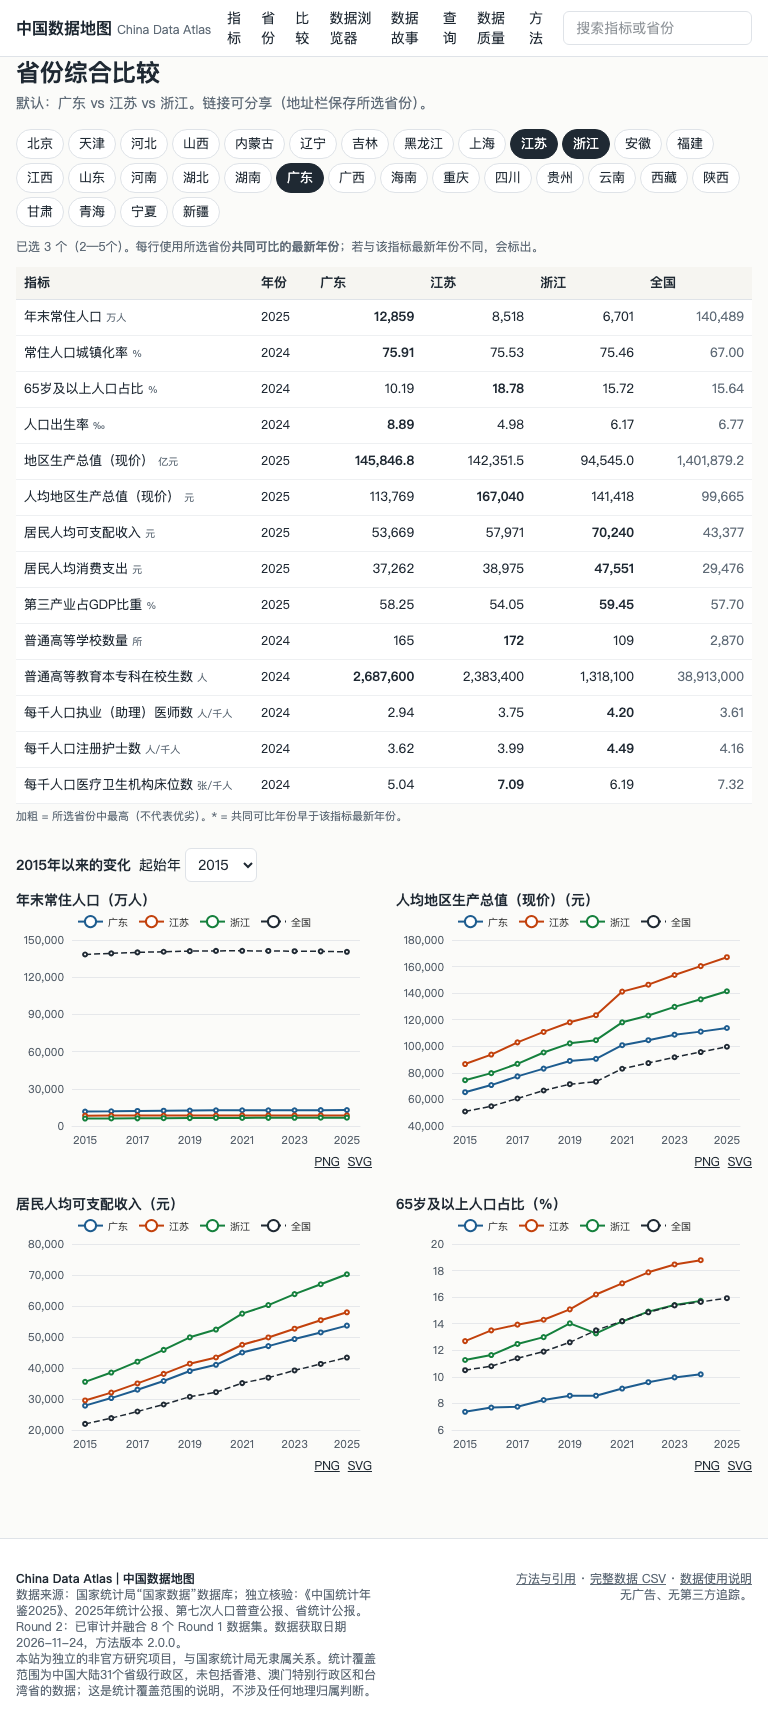 中国数据地图 China Data Atlas
指标
省份
比较
数据浏览器
数据故事
查询
数据质量
方法
搜索指标或省份
省份综合比较
默认：广东 vs 江苏 vs 浙江。链接可分享（地址栏保存所选省份）。
北京 天津 河北 山西 内蒙古 辽宁 吉林 黑龙江 上海 江苏 浙江 安徽 福建
江西 山东 河南 湖北 湖南 广东 广西 海南 重庆 四川 贵州 云南 西藏 陕西
甘肃 青海 宁夏 新疆
已选 3 个（2—5个）。每行使用所选省份共同可比的最新年份；若与该指标最新年份不同，会标出。
指标 年份 广东 江苏 浙江 全国
年末常住人口 万人 2025 12,859 8,518 6,701 140,489
常住人口城镇化率 % 2024 75.91 75.53 75.46 67.00
65岁及以上人口占比 % 2024 10.19 18.78 15.72 15.64
人口出生率 ‰ 2024 8.89 4.98 6.17 6.77
地区生产总值（现价） 亿元 2025 145,846.8 142,351.5 94,545.0 1,401,879.2
人均地区生产总值（现价） 元 2025 113,769 167,040 141,418 99,665
居民人均可支配收入 元 2025 53,669 57,971 70,240 43,377
居民人均消费支出 元 2025 37,262 38,975 47,551 29,476
第三产业占GDP比重 % 2025 58.25 54.05 59.45 57.70
普通高等学校数量 所 2024 165 172 109 2,870
普通高等教育本专科在校生数 人 2024 2,687,600 2,383,400 1,318,100 38,913,000
每千人口执业（助理）医师数 人/千人 2024 2.94 3.75 4.20 3.61
每千人口注册护士数 人/千人 2024 3.62 3.99 4.49 4.16
每千人口医疗卫生机构床位数 张/千人 2024 5.04 7.09 6.19 7.32
加粗 = 所选省份中最高（不代表优劣）。* = 共同可比年份早于该指标最新年份。
2015年以来的变化 起始年 2015
年末常住人口（万人）
广东 江苏 浙江 全国
150,000
120,000
90,000
60,000
30,000
0
2015 2017 2019 2021 2023 2025
PNG SVG
人均地区生产总值（现价）（元）
广东 江苏 浙江 全国
180,000
160,000
140,000
120,000
100,000
80,000
60,000
40,000
2015 2017 2019 2021 2023 2025
PNG SVG
居民人均可支配收入（元）
广东 江苏 浙江 全国
80,000
70,000
60,000
50,000
40,000
30,000
20,000
2015 2017 2019 2021 2023 2025
PNG SVG
65岁及以上人口占比（%）
广东 江苏 浙江 全国
20
18
16
14
12
10
8
6
2015 2017 2019 2021 2023 2025
PNG SVG
China Data Atlas | 中国数据地图
数据来源：国家统计局“国家数据”数据库；独立核验：《中国统计年
鉴2025》、2025年统计公报、第七次人口普查公报、省统计公报。
Round 2：已审计并融合 8 个 Round 1 数据集。数据获取日期
2026-11-24，方法版本 2.0.0。
本站为独立的非官方研究项目，与国家统计局无隶属关系。统计覆盖
范围为中国大陆31个省级行政区，未包括香港、澳门特别行政区和台
湾省的数据；这是统计覆盖范围的说明，不涉及任何地理归属判断。
方法与引用 · 完整数据 CSV · 数据使用说明
无广告、无第三方追踪。